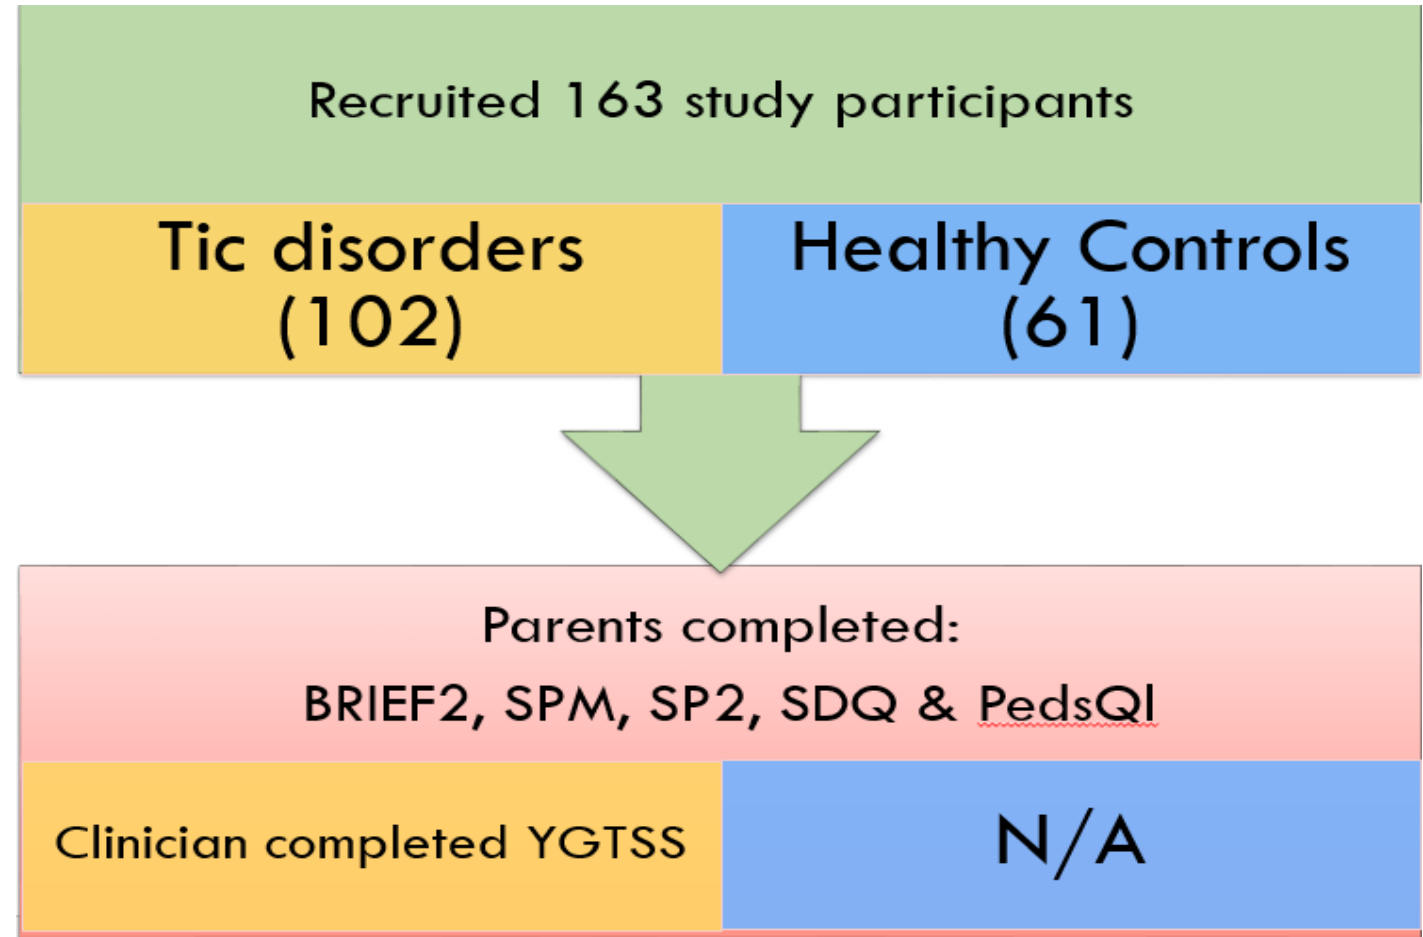 Recruited 163 study participants
Tic disorders
(102)
Healthy Controls
(61)
Parents completed:
BRIEF2, SPM, SP2, SDQ & PedsQl
Clinician completed YGTSS
N/A